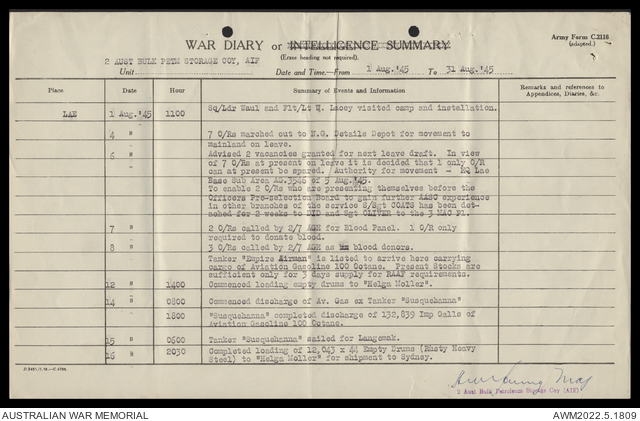 WAR DIARY or INTELLIGENCE SUMMARY
(Erase heading not required).
Army Form C.2118
(adapted.)
2 AUST BULK PETM STORAGE COY, AIF
Unit
Date and Time—From 1 Aug.'45 To 31 Aug.'45
Place Date Hour Summary of Events and Information Remarks and references to Appendices, Diaries, &c.
LAE 1 Aug.'45 1100 Sq/Ldr Waul and Flt/Lt W. Lacey visited camp and installation.
4 " 7 O/Rs marched out to N.G. Details Depot for movement to
mainland on leave.
6 " Advised 2 vacancies granted for next leave draft. In view
of 7 O/Rs at present on leave it is decided that 1 only O/R
can at present be spared. Authority for movement - HQ Lae
Base Sub Area AG.3546 of 5 Aug.'45.
To enable 2 O/Rs who are presenting themselves before the
Officers Pre-selection Board to gain further AASC experience
in other branches of the service S/Sgt COATS has been det-
ached for 2 weeks to DID and Sgt OLIVER to the 3 MAC Pl.
7 " 2 O/Rs called by 2/7 AGH for Blood Panel. 1 O/R only
required to donate blood.
8 " 3 O/Rs called by 2/7 AGH as blood donors.
Tanker "Empire Airman" is listed to arrive here carrying
cargo of Aviation Gasoline 100 Octane. Present Stocks are
sufficient only for 3 days supply for RAAF requirements.
12 " 1400 Commenced loading empty drums to "Helga Moller".
14 " 0800 Commenced discharge of Av. Gas ex Tanker "Susquehanna"
1800 "Susquehanna" completed discharge of 132,839 Imp Galls of
Aviation Gasoline 100 Octane.
15 " 0600 Tanker "Susquehanna" sailed for Langemak.
16 " 2030 Completed loading of 12,043 x 44 Empty Drums (Rusty Heavy
Steel) to "Helga Moller" for shipment to Sydney.
Maj
2 Aust Bulk Petroleum Storage Coy (AIF)
AUSTRALIAN WAR MEMORIAL
AWM2022.5.1809